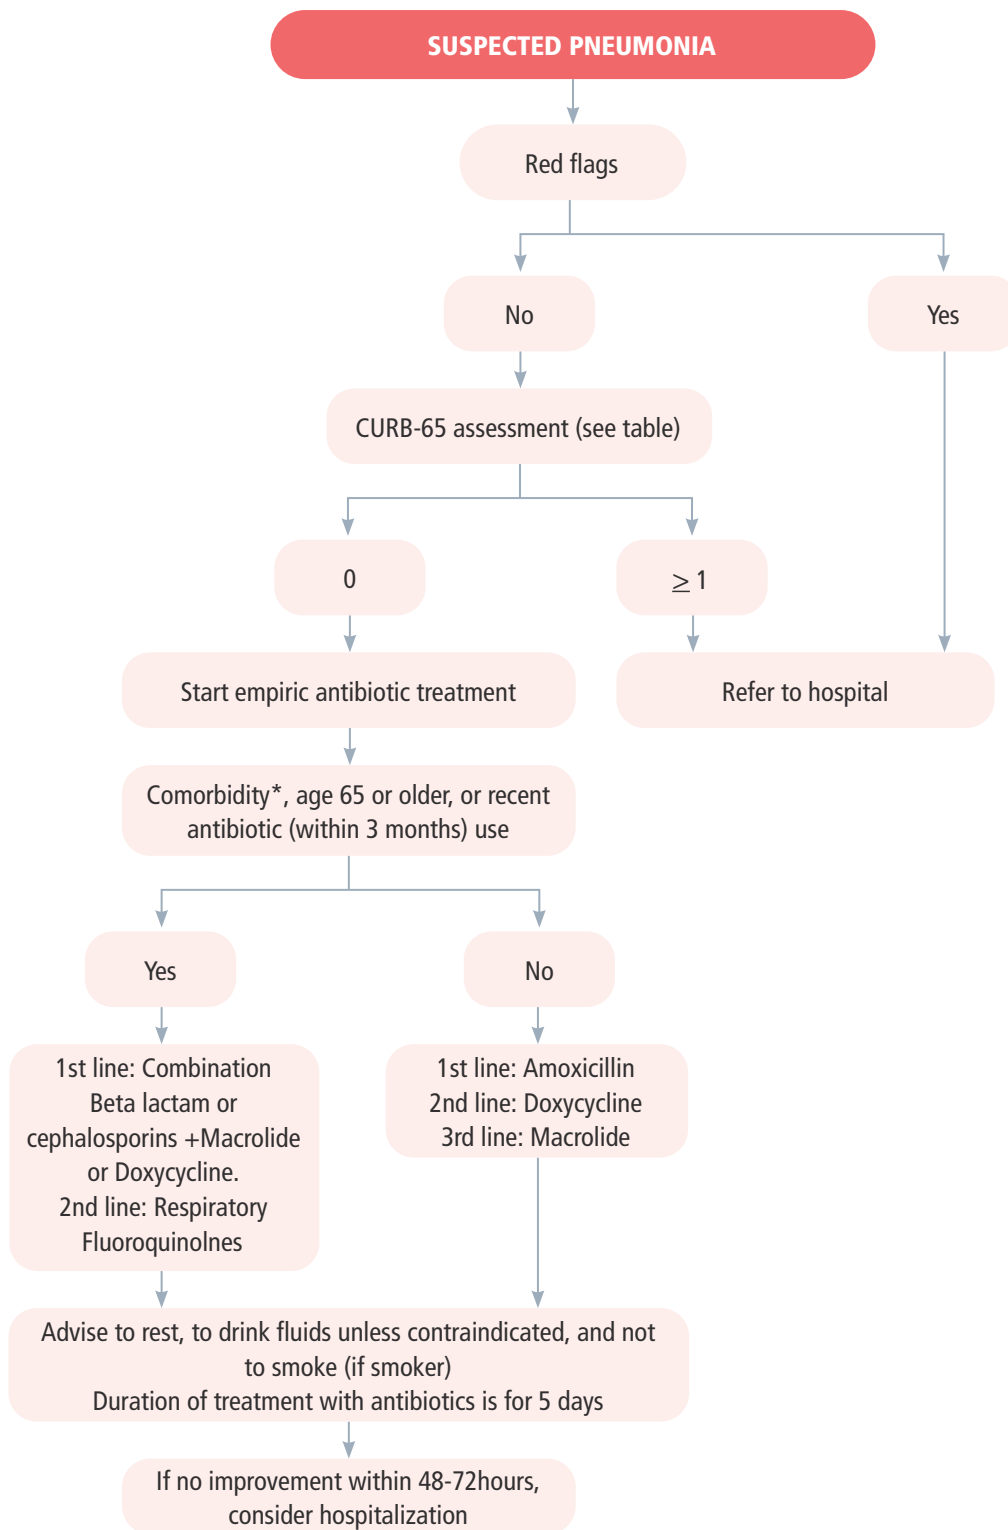 SUSPECTED PNEUMONIA
Red flags
No
Yes
CURB-65 assessment (see table)
0
≥ 1
Start empiric antibiotic treatment
Refer to hospital
Comorbidity*, age 65 or older, or recent
antibiotic (within 3 months) use
Yes
No
1st line: Combination
Beta lactam or
cephalosporins +Macrolide
or Doxycycline.
2nd line: Respiratory
Fluoroquinolnes
1st line: Amoxicillin
2nd line: Doxycycline
3rd line: Macrolide
Advise to rest, to drink fluids unless contraindicated, and not
to smoke (if smoker)
Duration of treatment with antibiotics is for 5 days
If no improvement within 48-72hours,
consider hospitalization